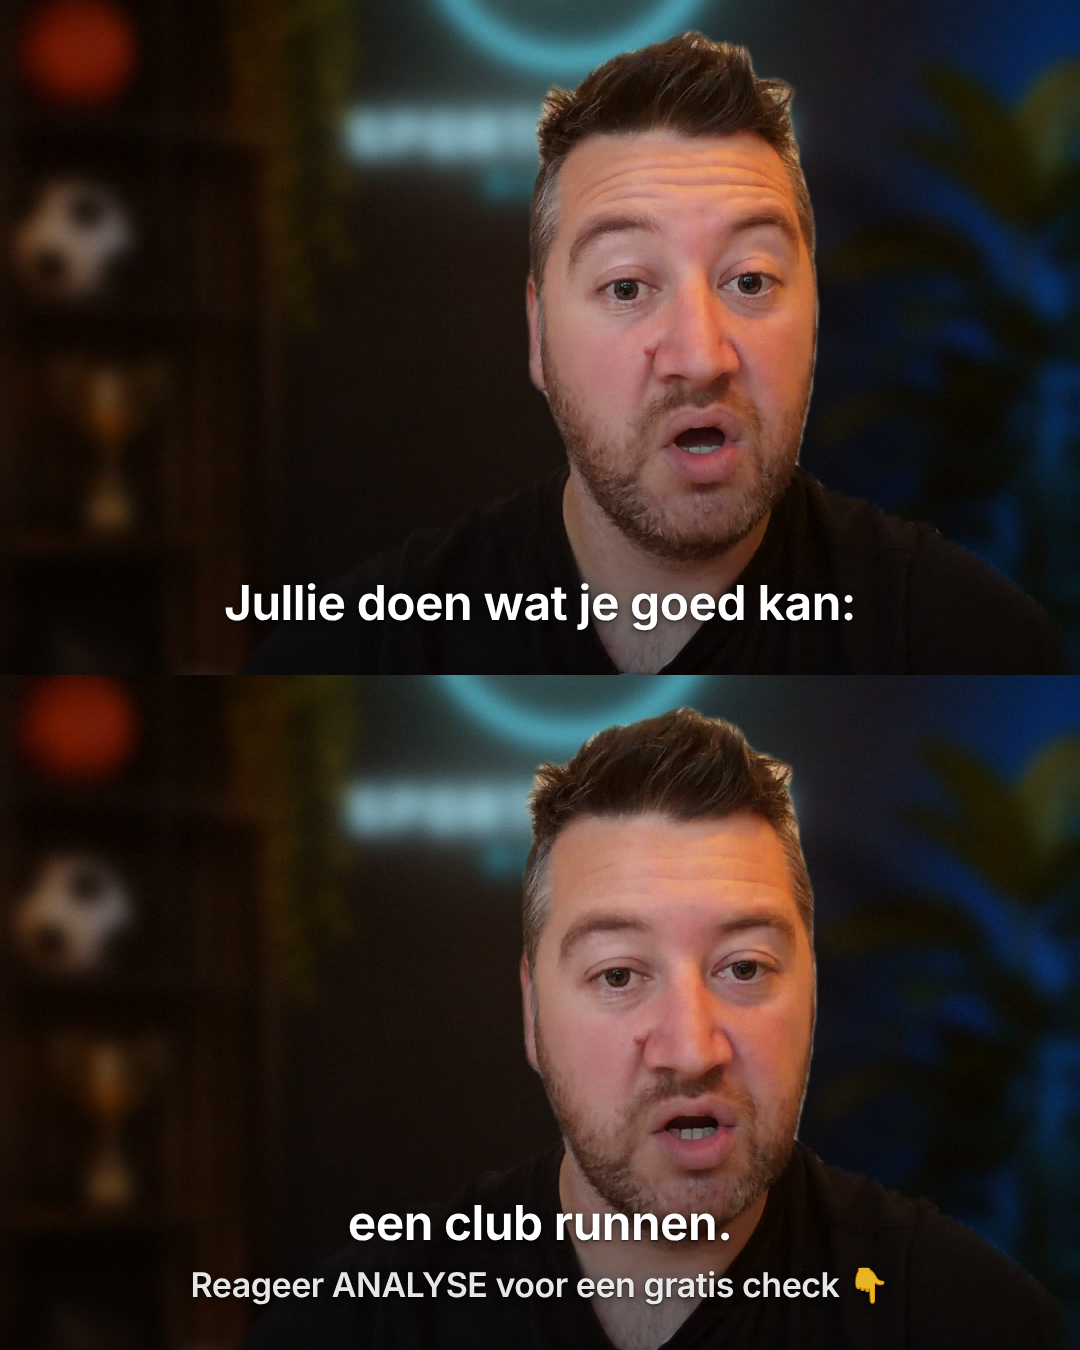 Jullie doen wat je goed kan:
een club runnen.
Reageer ANALYSE voor een gratis check 👇